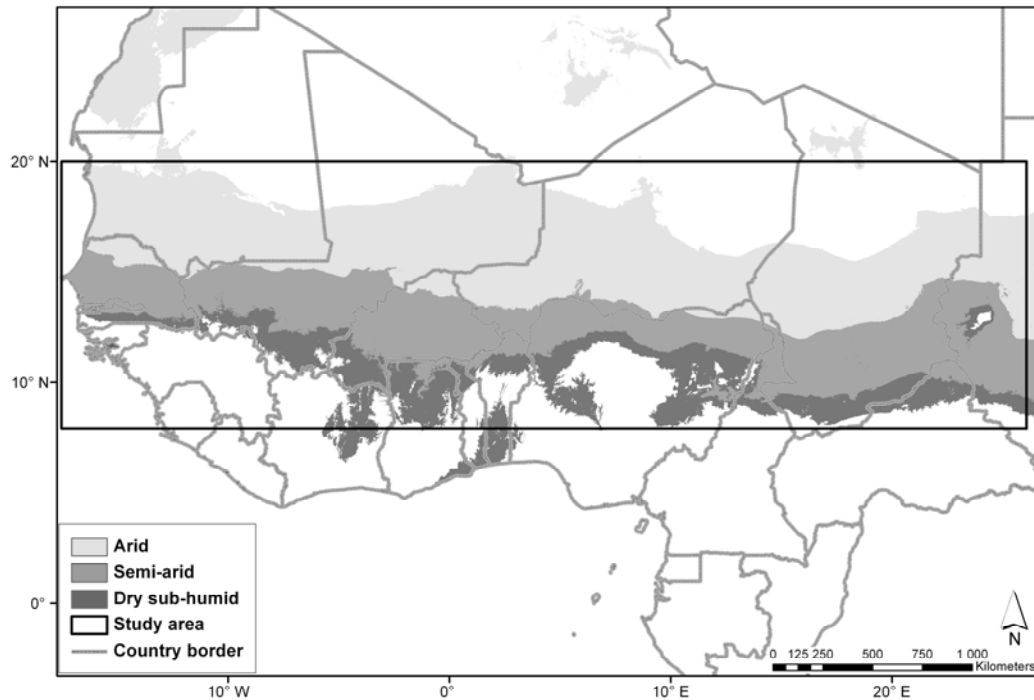 20° N
10° N
0°
Arid
Semi-arid
Dry sub-humid
Study area
Country border
N
0 125 250 500 750 1 000
Kilometers
10° W 0° 10° E 20° E